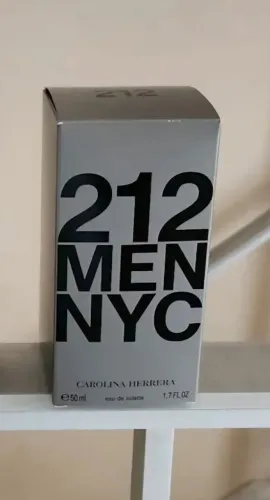 212
212
MEN
NYC
CAROLINA HERRERA
℮50 ml eau de toilette 1.7 FL.OZ